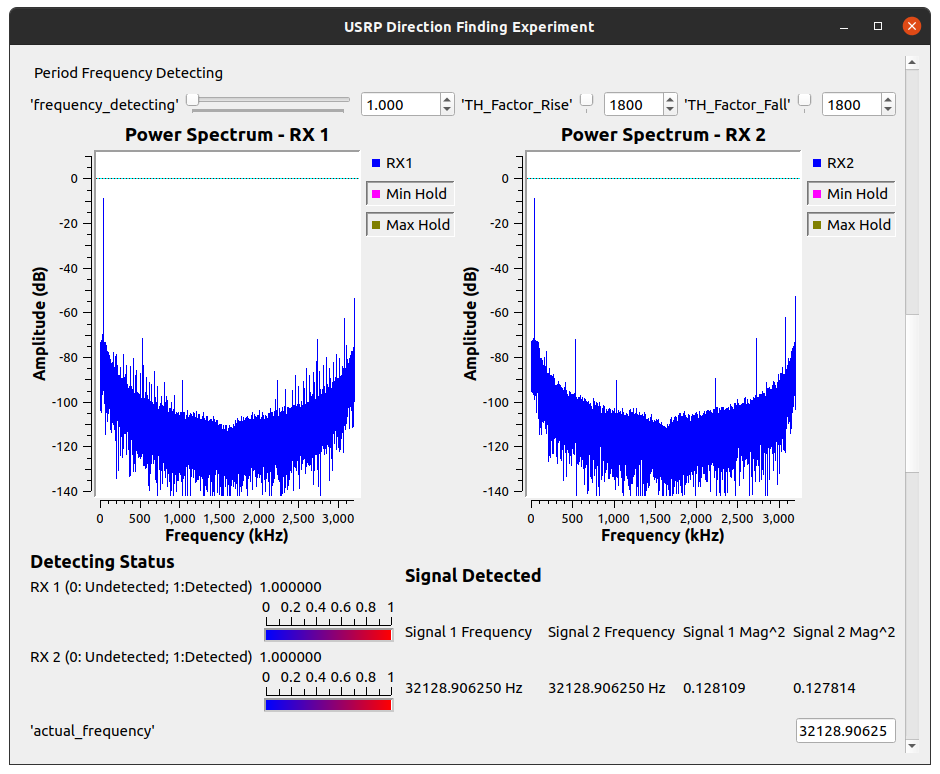 USRP Direction Finding Experiment
Period Frequency Detecting
'frequency_detecting' 1.000 'TH_Factor_Rise' 1800 'TH_Factor_Fall' 1800
Power Spectrum - RX 1
RX1
Min Hold
Max Hold
Amplitude (dB)
0
-20
-40
-60
-80
-100
-120
-140
0 500 1,000 1,500 2,000 2,500 3,000
Frequency (kHz)
Power Spectrum - RX 2
RX2
Min Hold
Max Hold
Amplitude (dB)
0
-20
-40
-60
-80
-100
-120
-140
0 500 1,000 1,500 2,000 2,500 3,000
Frequency (kHz)
Detecting Status
RX 1 (0: Undetected; 1:Detected) 1.000000
0 0.2 0.4 0.6 0.8 1
RX 2 (0: Undetected; 1:Detected) 1.000000
0 0.2 0.4 0.6 0.8 1
Signal Detected
Signal 1 Frequency Signal 2 Frequency Signal 1 Mag^2 Signal 2 Mag^2
32128.906250 Hz 32128.906250 Hz 0.128109 0.127814
'actual_frequency' 32128.90625